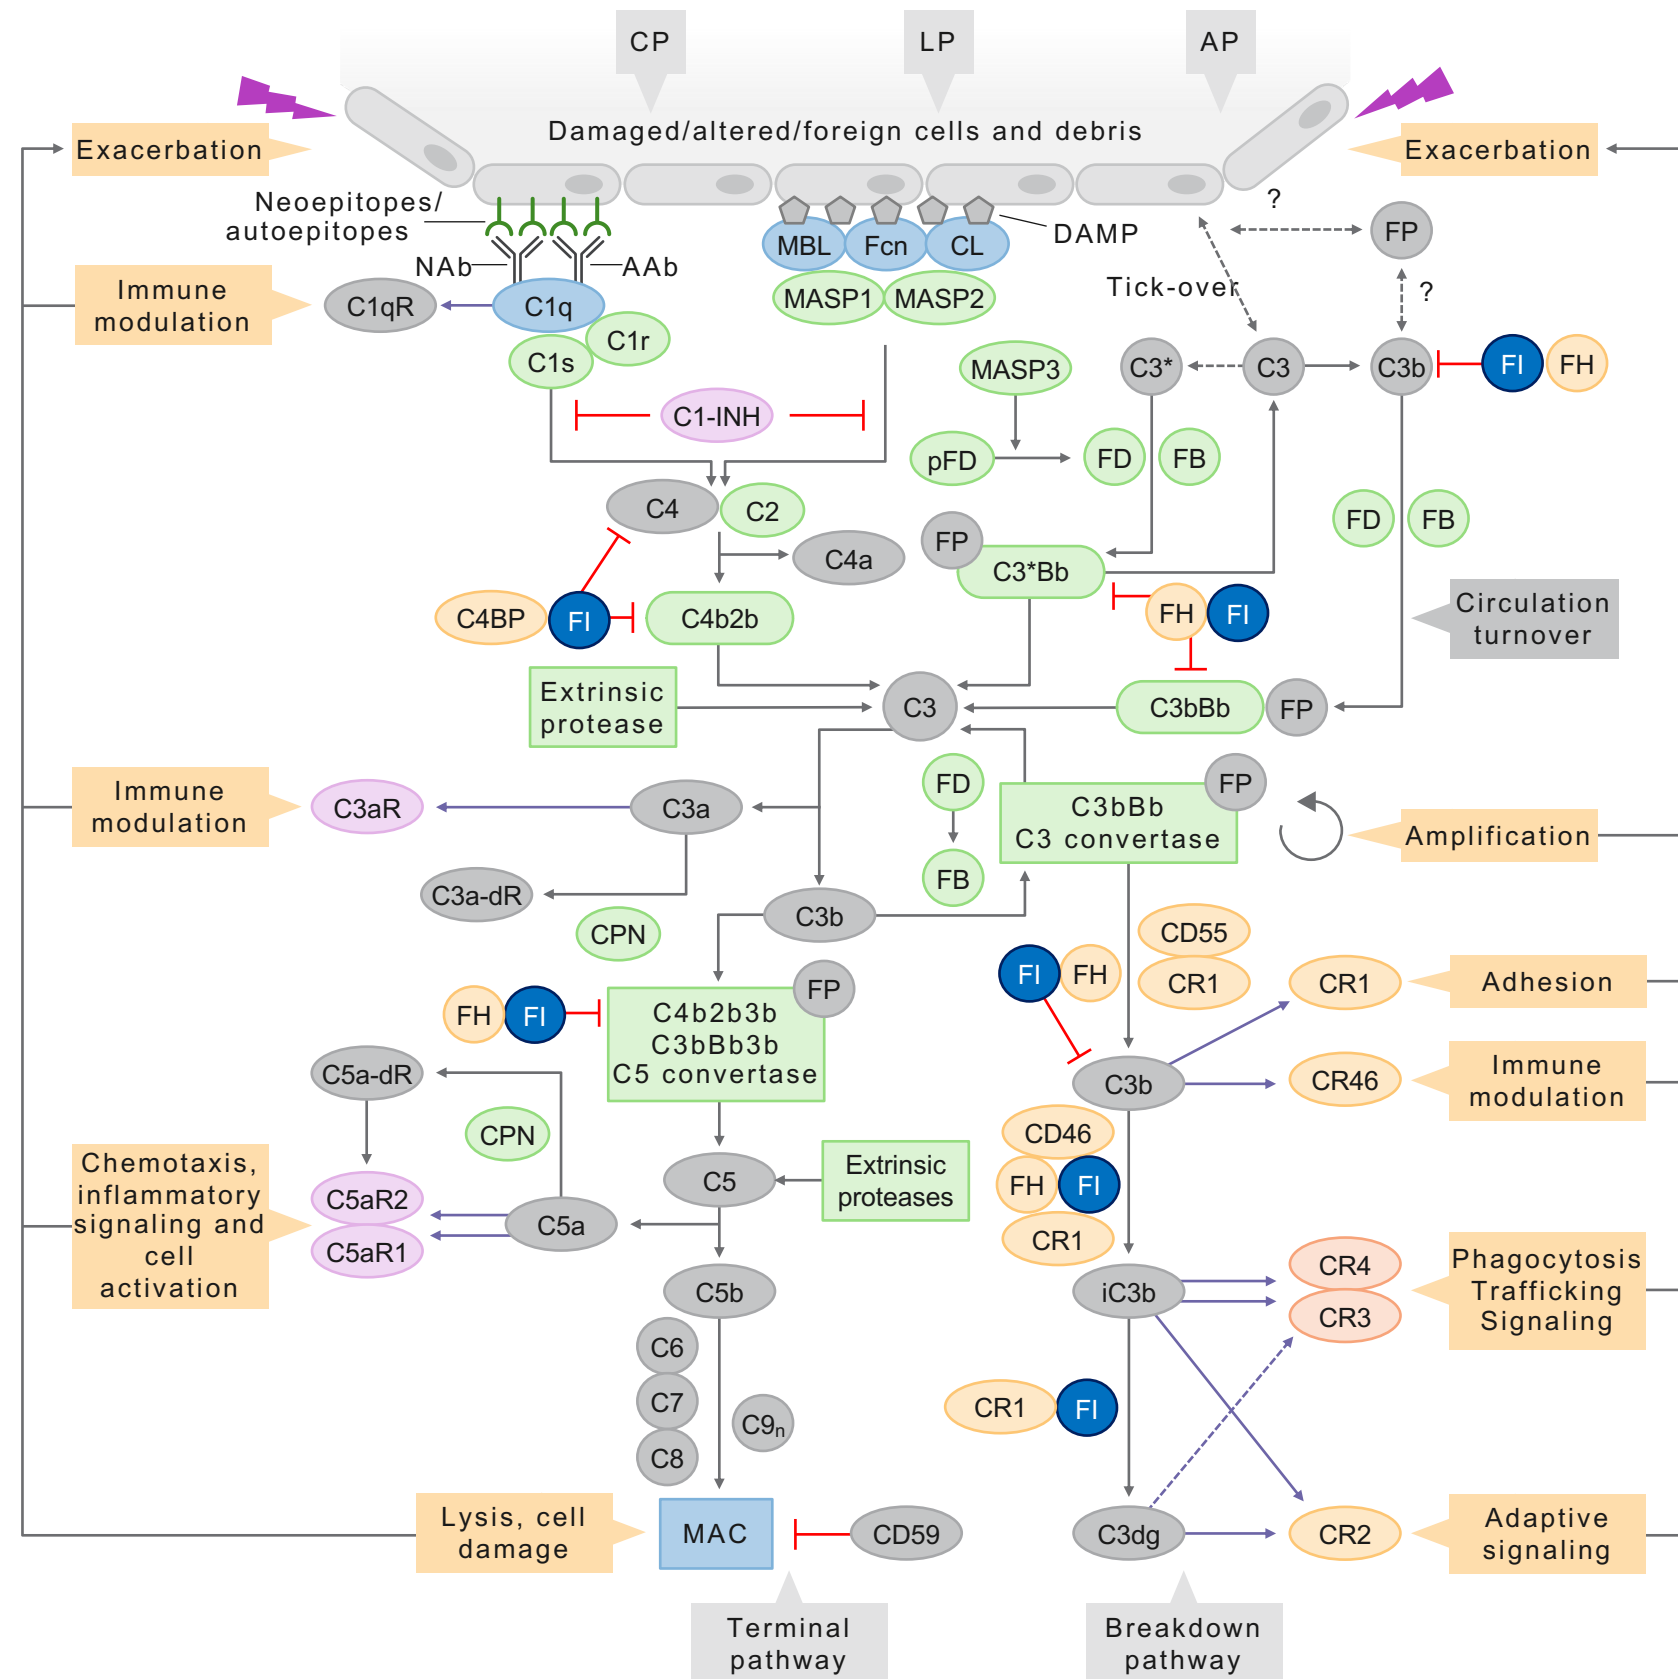 CP
LP
AP
Damaged/altered/foreign cells and debris
Exacerbation
Exacerbation
Neoepitopes/
autoepitopes
NAb
AAb
MBL
Fcn
CL
DAMP
MASP1
MASP2
?
FP
?
Tick-over
Immune
modulation
C1qR
C1q
C1s
C1r
C1-INH
MASP3
C3*
C3
C3b
FI
FH
pFD
FD
FB
C4
C2
C4a
FP
C3*Bb
FD
FB
C4BP
FI
C4b2b
FH
FI
Circulation
turnover
Extrinsic
protease
C3
C3bBb
FP
Immune
modulation
C3aR
C3a
FD
FB
C3bBb
C3 convertase
FP
Amplification
C3a-dR
CPN
C3b
CD55
CR1
FI
FH
CR1
Adhesion
FH
FI
C4b2b3b
C3bBb3b
C5 convertase
FP
C5a-dR
CPN
C3b
CR46
Immune
modulation
CD46
FH
FI
CR1
Chemotaxis,
inflammatory
signaling and
cell
activation
C5aR2
C5aR1
C5a
C5
Extrinsic
proteases
C5b
iC3b
CR4
CR3
Phagocytosis
Trafficking
Signaling
C6
C7
C8
C9n
CR1
FI
Lysis, cell
damage
MAC
CD59
C3dg
CR2
Adaptive
signaling
Terminal
pathway
Breakdown
pathway